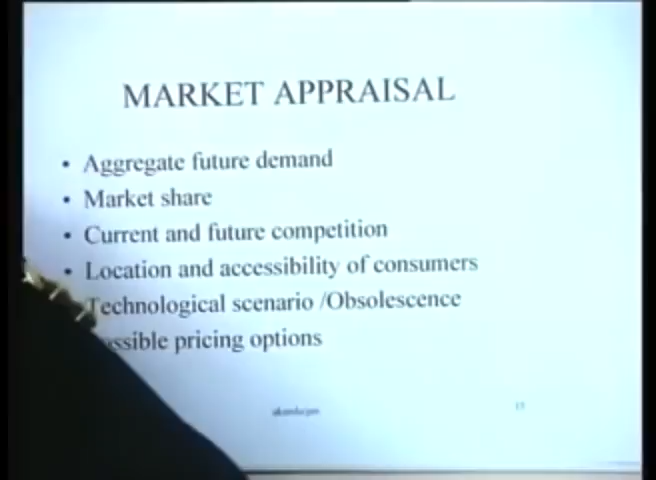 MARKET APPRAISAL
• Aggregate future demand
• Market share
• Current and future competition
• Location and accessibility of consumers
Technological scenario /Obsolescence
ssible pricing options